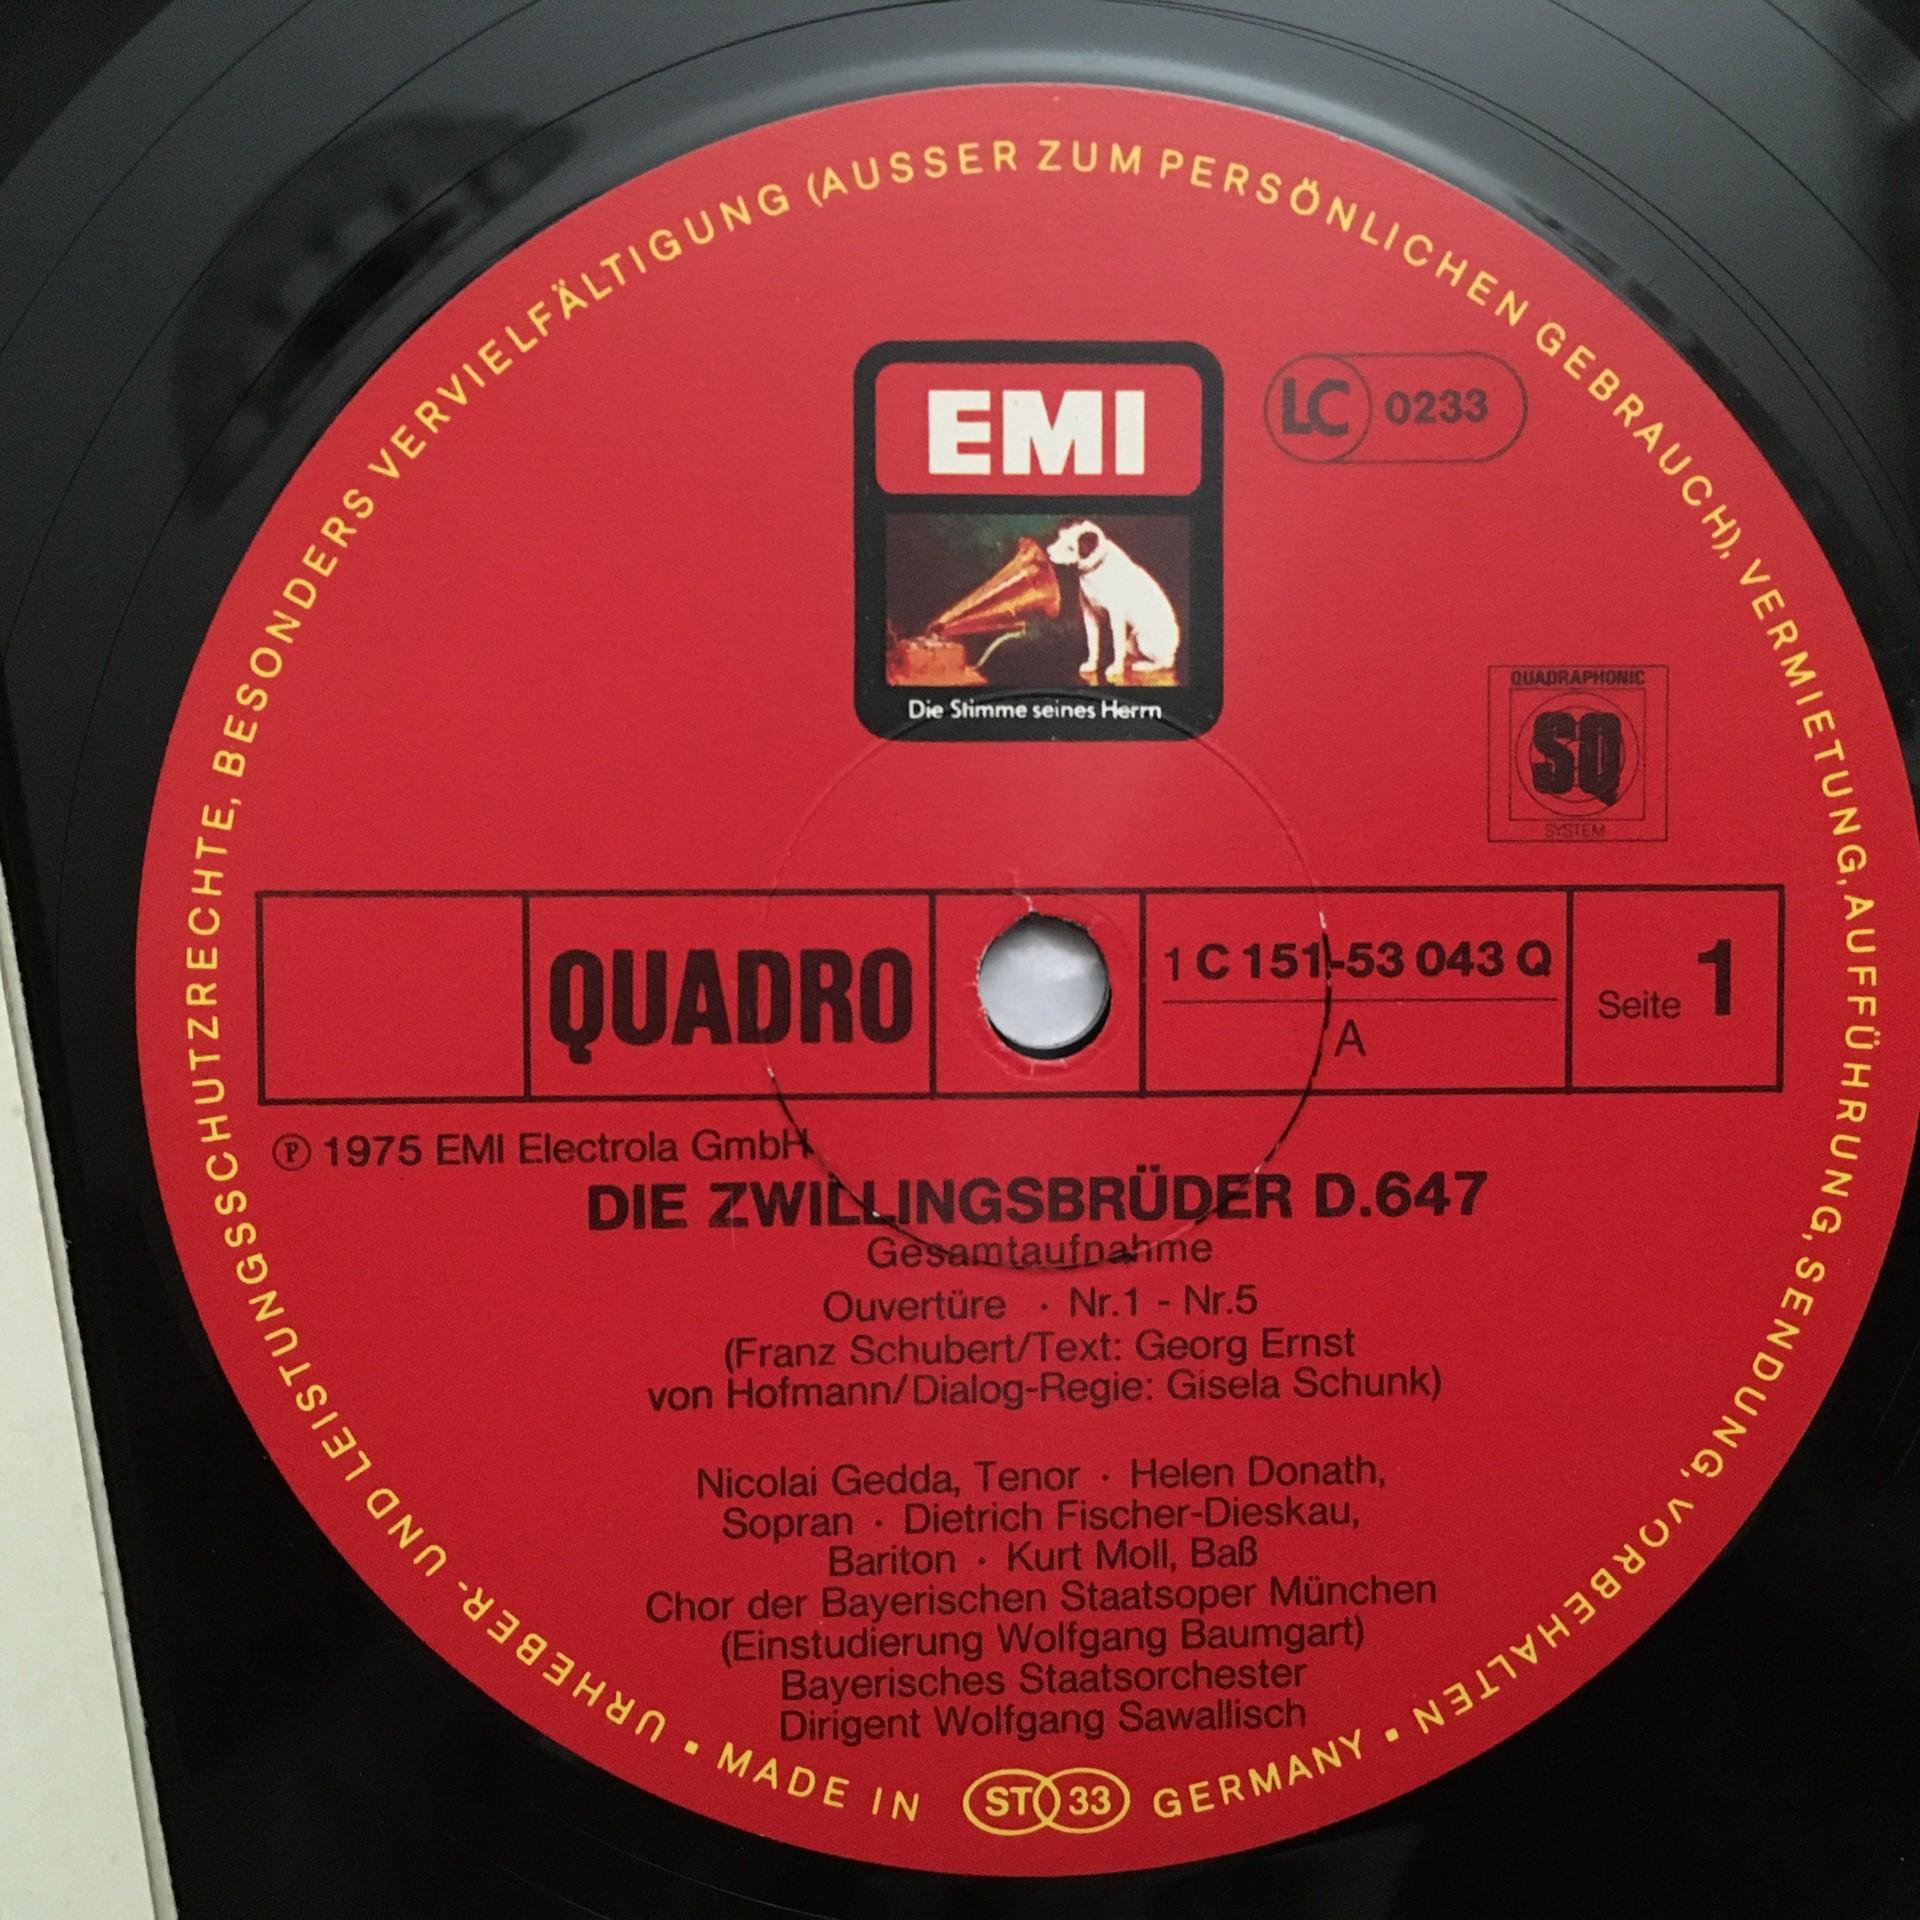 URHEBER- UND LEISTUNGSSCHUTZRECHTE, BESONDERS VERVIELFÄLTIGUNG (AUSSER ZUM PERSÖNLICHEN GEBRAUCH), VERMIETUNG, AUFFÜHRUNG, SENDUNG, VORBEHALTEN
EMI
LC 0233
Die Stimme seines Herrn
QUADRAPHONIC
SQ
SYSTEM
QUADRO
1 C 151-53 043 Q
A
Seite 1
Ⓟ 1975 EMI Electrola GmbH
DIE ZWILLINGSBRÜDER D.647
Gesamtaufnahme
Ouvertüre · Nr.1 - Nr.5
(Franz Schubert/Text: Georg Ernst
von Hofmann/Dialog-Regie: Gisela Schunk)
Nicolai Gedda, Tenor · Helen Donath,
Sopran · Dietrich Fischer-Dieskau,
Bariton · Kurt Moll, Baß
Chor der Bayerischen Staatsoper München
(Einstudierung Wolfgang Baumgart)
Bayerisches Staatsorchester
Dirigent Wolfgang Sawallisch
• MADE IN ST 33 GERMANY •